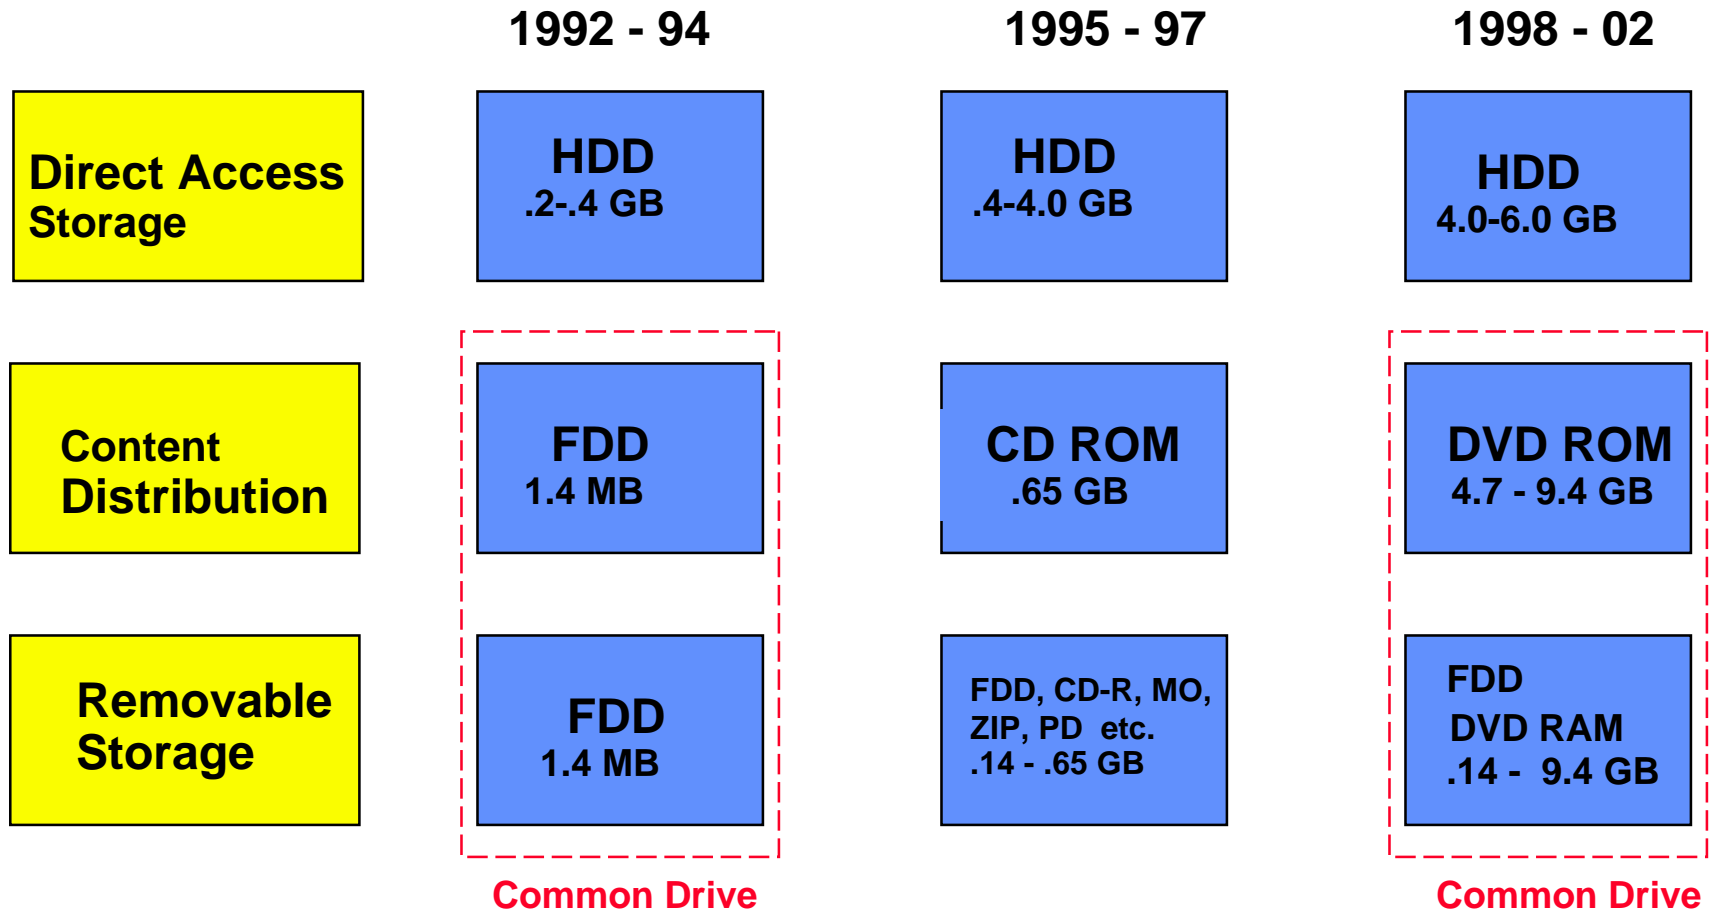 1992 - 94
1995 - 97
1998 - 02
Direct Access
Storage
HDD
.2-.4 GB
HDD
.4-4.0 GB
HDD
4.0-6.0 GB
Content
Distribution
FDD
1.4 MB
CD ROM
.65 GB
DVD ROM
4.7 - 9.4 GB
Removable
Storage
FDD
1.4 MB
FDD, CD-R, MO,
ZIP, PD etc.
.14 - .65 GB
FDD
DVD RAM
.14 - 9.4 GB
Common Drive
Common Drive